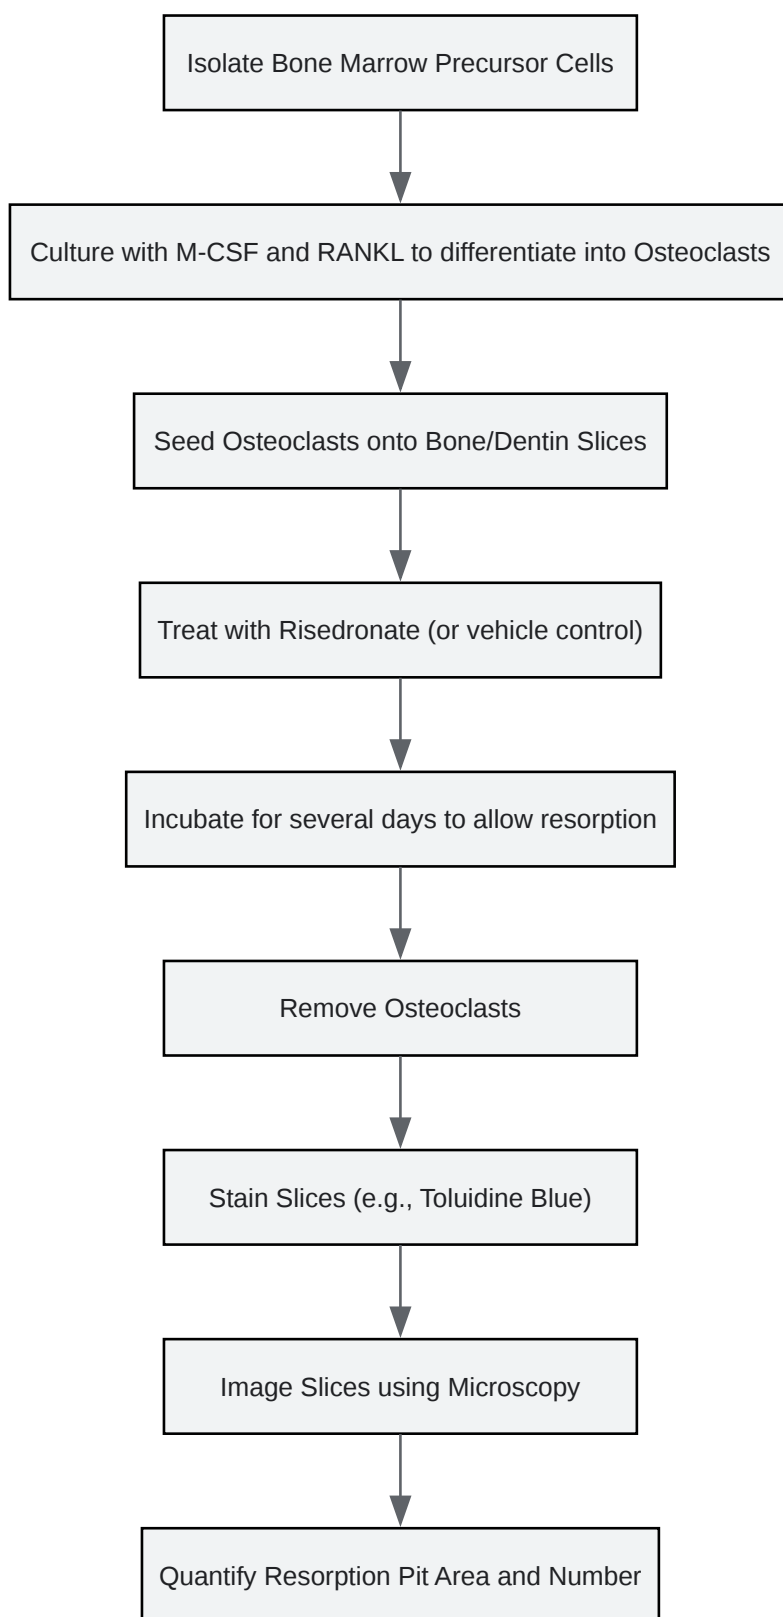 Isolate Bone Marrow Precursor Cells
Culture with M-CSF and RANKL to differentiate into Osteoclasts
Seed Osteoclasts onto Bone/Dentin Slices
Treat with Risedronate (or vehicle control)
Incubate for several days to allow resorption
Remove Osteoclasts
Stain Slices (e.g., Toluidine Blue)
Image Slices using Microscopy
Quantify Resorption Pit Area and Number